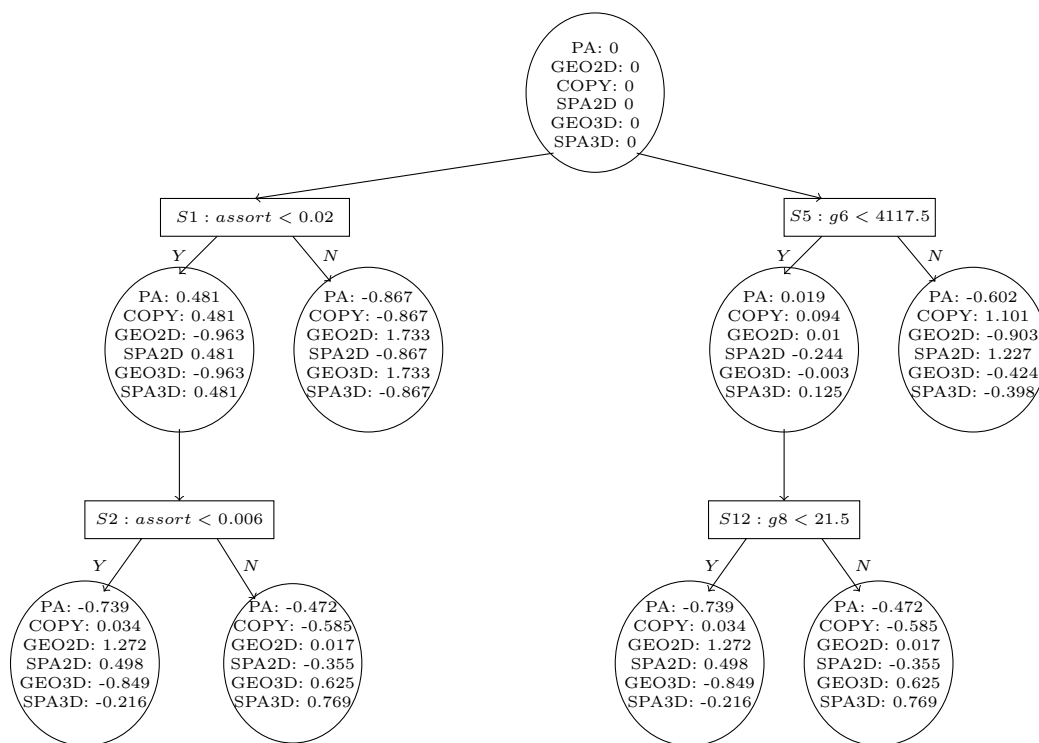 PA: 0
GEO2D: 0
COPY: 0
SPA2D 0
GEO3D: 0
SPA3D: 0
S1 : assort < 0.02
S5 : g6 < 4117.5
Y
N
Y
N
PA: 0.481
COPY: 0.481
GEO2D: -0.963
SPA2D 0.481
GEO3D: -0.963
SPA3D: 0.481
PA: -0.867
COPY: -0.867
GEO2D: 1.733
SPA2D -0.867
GEO3D: 1.733
SPA3D: -0.867
PA: 0.019
COPY: 0.094
GEO2D: 0.01
SPA2D -0.244
GEO3D: -0.003
SPA3D: 0.125
PA: -0.602
COPY: 1.101
GEO2D: -0.903
SPA2D: 1.227
GEO3D: -0.424
SPA3D: -0.398
S2 : assort < 0.006
S12 : g8 < 21.5
Y
N
Y
N
PA: -0.739
COPY: 0.034
GEO2D: 1.272
SPA2D: 0.498
GEO3D: -0.849
SPA3D: -0.216
PA: -0.472
COPY: -0.585
GEO2D: 0.017
SPA2D: -0.355
GEO3D: 0.625
SPA3D: 0.769
PA: -0.739
COPY: 0.034
GEO2D: 1.272
SPA2D: 0.498
GEO3D: -0.849
SPA3D: -0.216
PA: -0.472
COPY: -0.585
GEO2D: 0.017
SPA2D: -0.355
GEO3D: 0.625
SPA3D: 0.769